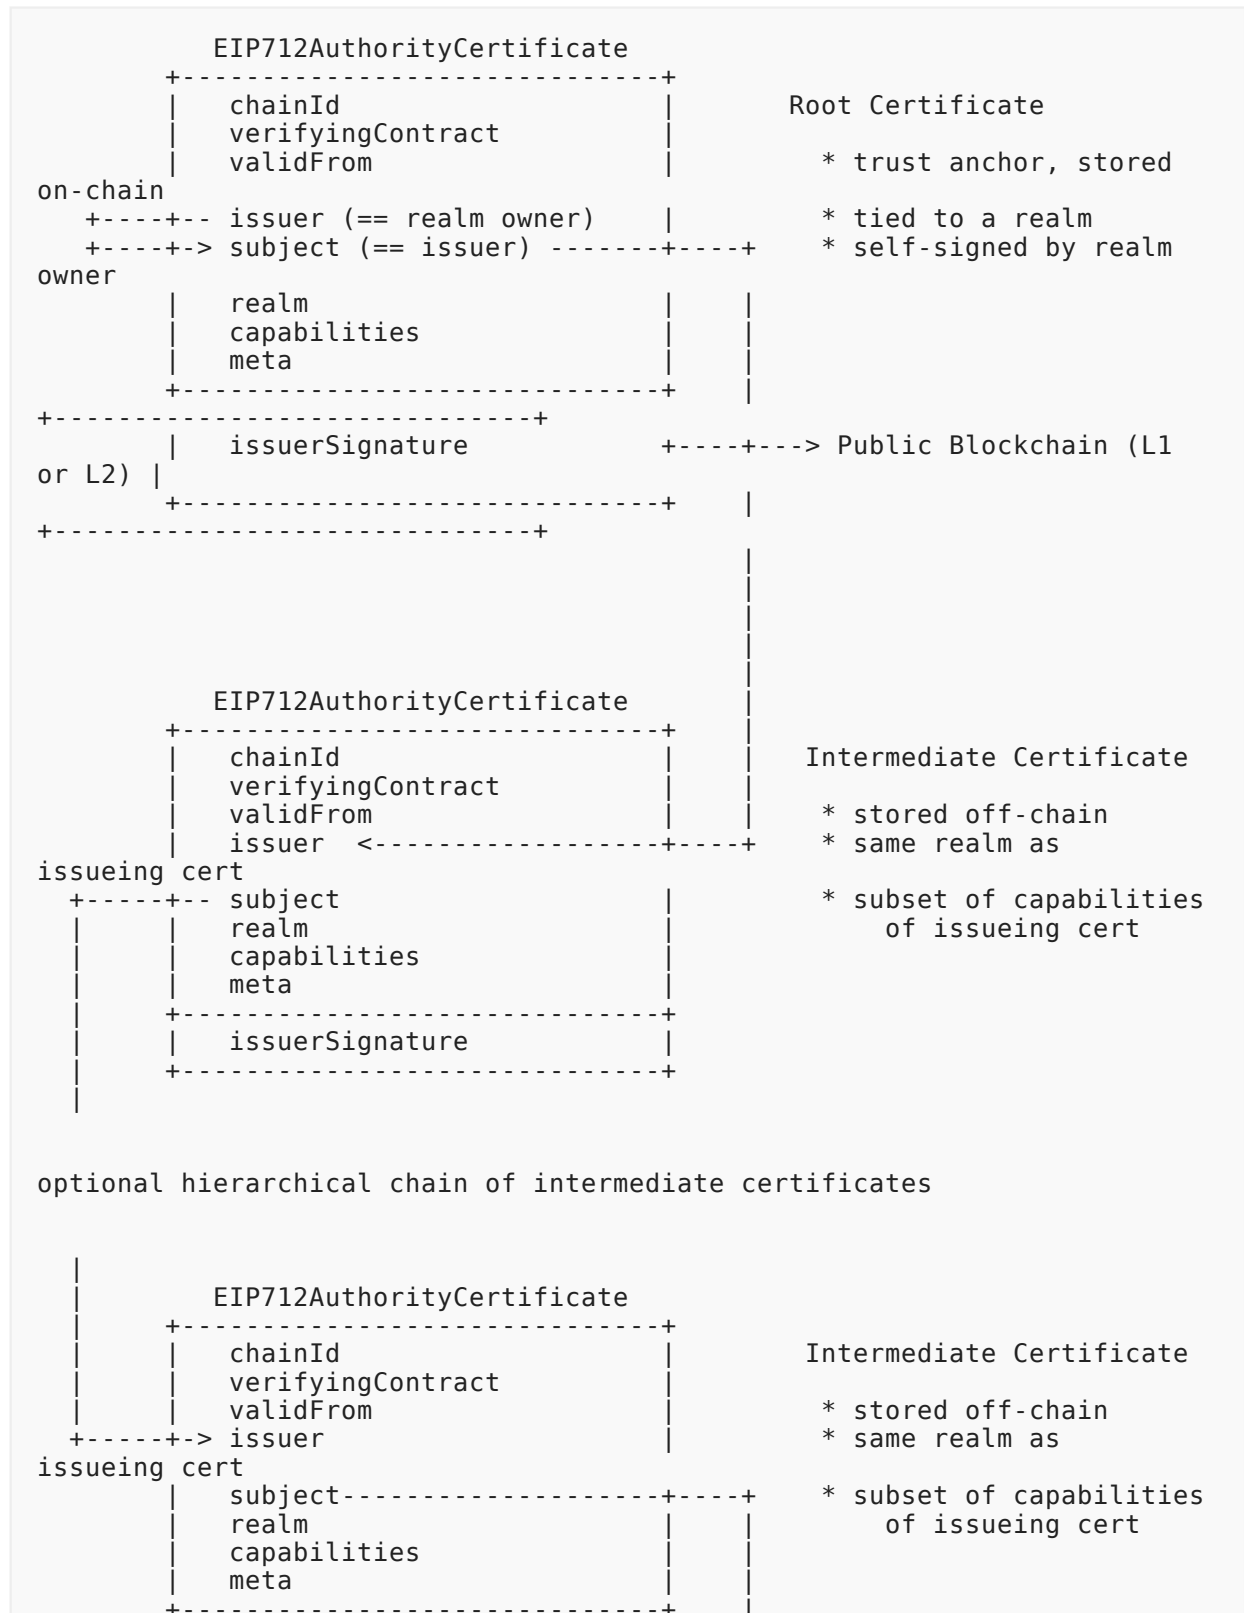 EIP712AuthorityCertificate
        +------------------------------+
        |   chainId                    |       Root Certificate
        |   verifyingContract          |
        |   validFrom                  |         * trust anchor, stored
on-chain
   +----+-- issuer (== realm owner)    |         * tied to a realm
   +----+-> subject (== issuer) -------+----+    * self-signed by realm
owner
        |   realm                      |    |
        |   capabilities               |    |
        |   meta                       |    |
        +------------------------------+    |
+------------------------------+
        |   issuerSignature            +----+---> Public Blockchain (L1
or L2) |
        +------------------------------+    |
+------------------------------+
                                            |
                                            |
                                            |
                                            |
                                            |
           EIP712AuthorityCertificate       |
        +------------------------------+    |
        |   chainId                    |    |   Intermediate Certificate
        |   verifyingContract          |    |
        |   validFrom                  |    |    * stored off-chain
        |   issuer  <------------------+----+    * same realm as
issueing cert
  +-----+-- subject                    |         * subset of capabilities
  |     |   realm                      |             of issueing cert
  |     |   capabilities               |
  |     |   meta                       |
  |     +------------------------------+
  |     |   issuerSignature            |
  |     +------------------------------+
  |
optional hierarchical chain of intermediate certificates
  |
  |        EIP712AuthorityCertificate
  |     +------------------------------+
  |     |   chainId                    |        Intermediate Certificate
  |     |   verifyingContract          |
  |     |   validFrom                  |         * stored off-chain
  +-----+-> issuer                     |         * same realm as
issueing cert
        |   subject--------------------+----+    * subset of capabilities
        |   realm                      |    |        of issueing cert
        |   capabilities               |    |
        |   meta                       |    |
        +------------------------------+    |